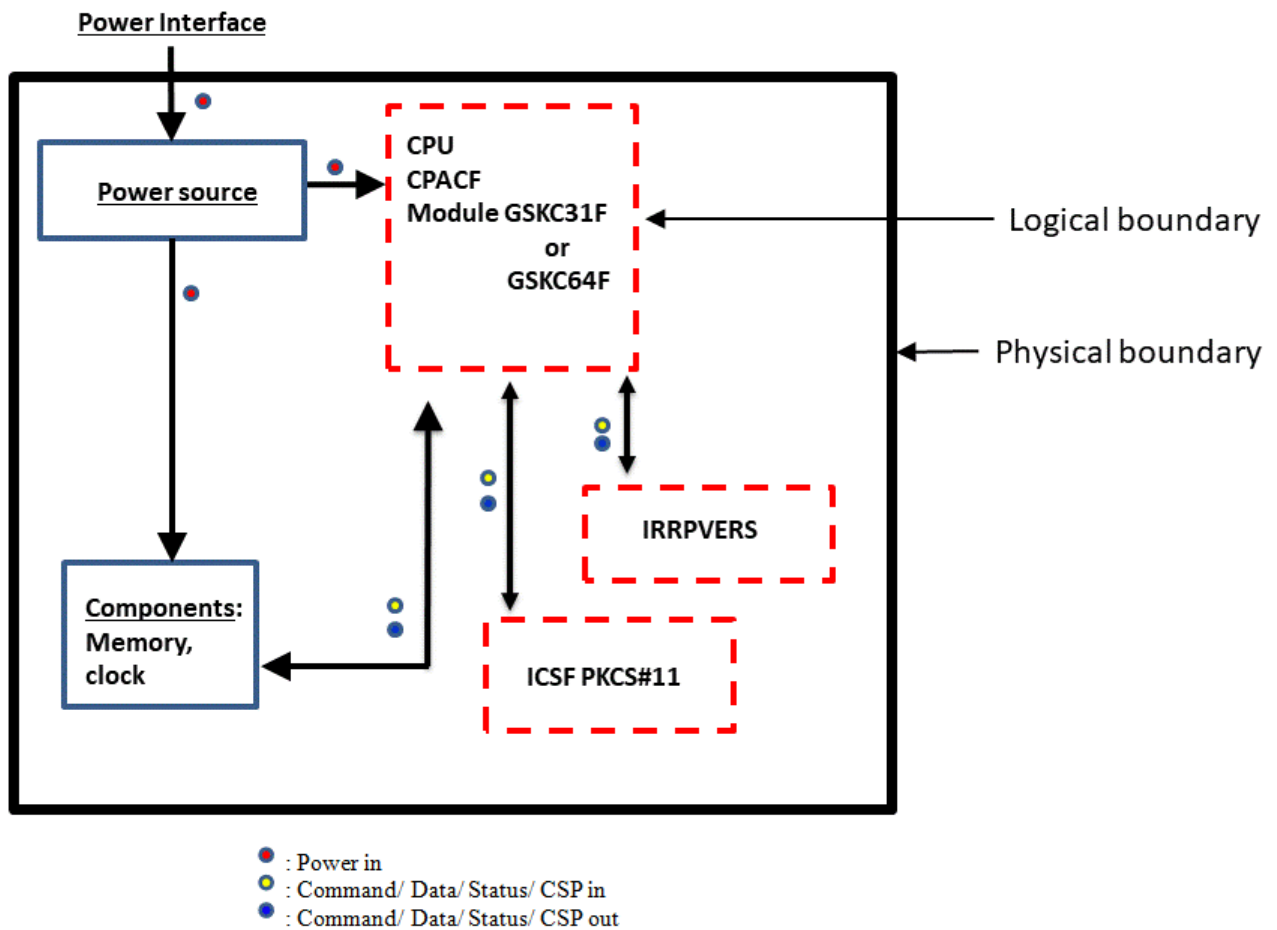 Power Interface
Power source
CPU
CPACF
Module GSKC31F
or
GSKC64F
Logical boundary
Physical boundary
IRRPVERS
Components:
Memory,
clock
ICSF PKCS#11
: Power in
: Command/ Data/ Status/ CSP in
: Command/ Data/ Status/ CSP out